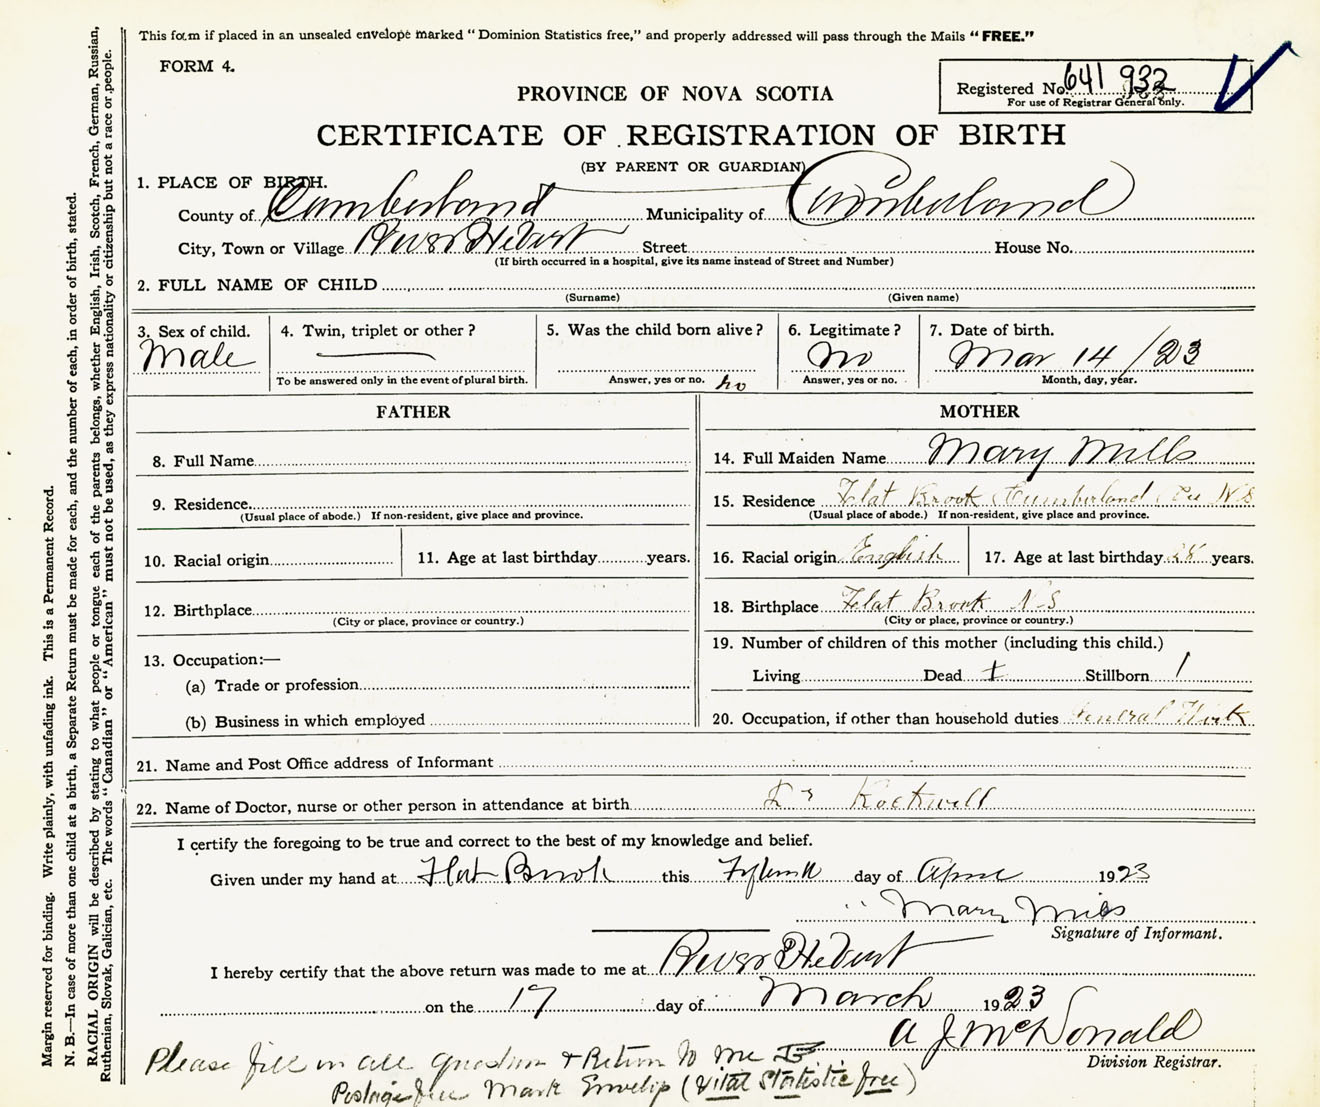 This form if placed in an unsealed envelope marked “Dominion Statistics free,” and properly addressed will pass through the Mails “FREE.”
FORM 4.
Registered No. 641 932
For use of Registrar General only.
PROVINCE OF NOVA SCOTIA
CERTIFICATE OF REGISTRATION OF BIRTH
(BY PARENT OR GUARDIAN)
1. PLACE OF BIRTH.
County of Cumberland Municipality of Cumberland
City, Town or Village River Hebert Street House No.
(If birth occurred in a hospital, give its name instead of Street and Number)
2. FULL NAME OF CHILD
(Surname) (Given name)
3. Sex of child. 4. Twin, triplet or other? 5. Was the child born alive? 6. Legitimate? 7. Date of birth.
Male no Mar 14/23
To be answered only in the event of plural birth. Answer, yes or no. no Answer, yes or no. Month, day, year.
FATHER MOTHER
8. Full Name 14. Full Maiden Name Mary Mills
9. Residence 15. Residence Flat Brook Cumberland Co N.S
(Usual place of abode.) If non-resident, give place and province. (Usual place of abode.) If non-resident, give place and province.
10. Racial origin 11. Age at last birthday years. 16. Racial origin English 17. Age at last birthday years.
12. Birthplace 18. Birthplace Flat Brook N-S
(City or place, province or country.) (City or place, province or country.)
13. Occupation:— 19. Number of children of this mother (including this child.)
(a) Trade or profession Living Dead 1 Stillborn 1
(b) Business in which employed 20. Occupation, if other than household duties General Work
21. Name and Post Office address of Informant
22. Name of Doctor, nurse or other person in attendance at birth Dr Rockwell
I certify the foregoing to be true and correct to the best of my knowledge and belief.
Given under my hand at Flat Brook this day of April 1923
Mary Mills
Signature of Informant.
I hereby certify that the above return was made to me at River Hebert
on the 17 day of March 1923
A J McDonald
Division Registrar.
Please fill in all question + Return to me
Postage free Mark Envelip (Vital Statistic free)
Margin reserved for binding. Write plainly, with unfading ink. This is a Permanent Record.
N. B.—In case of more than one child at a birth, a Separate Return must be made for each, and the number of each, in order of birth, stated.
RACIAL ORIGIN will be described by stating to what people or tongue each of the parents belongs, whether English, Irish, Scotch, French, German, Russian,
Ruthenian, Slovak, Galician, etc. The words “Canadian” or “American” must not be used, as they express nationality or citizenship but not a race or people.